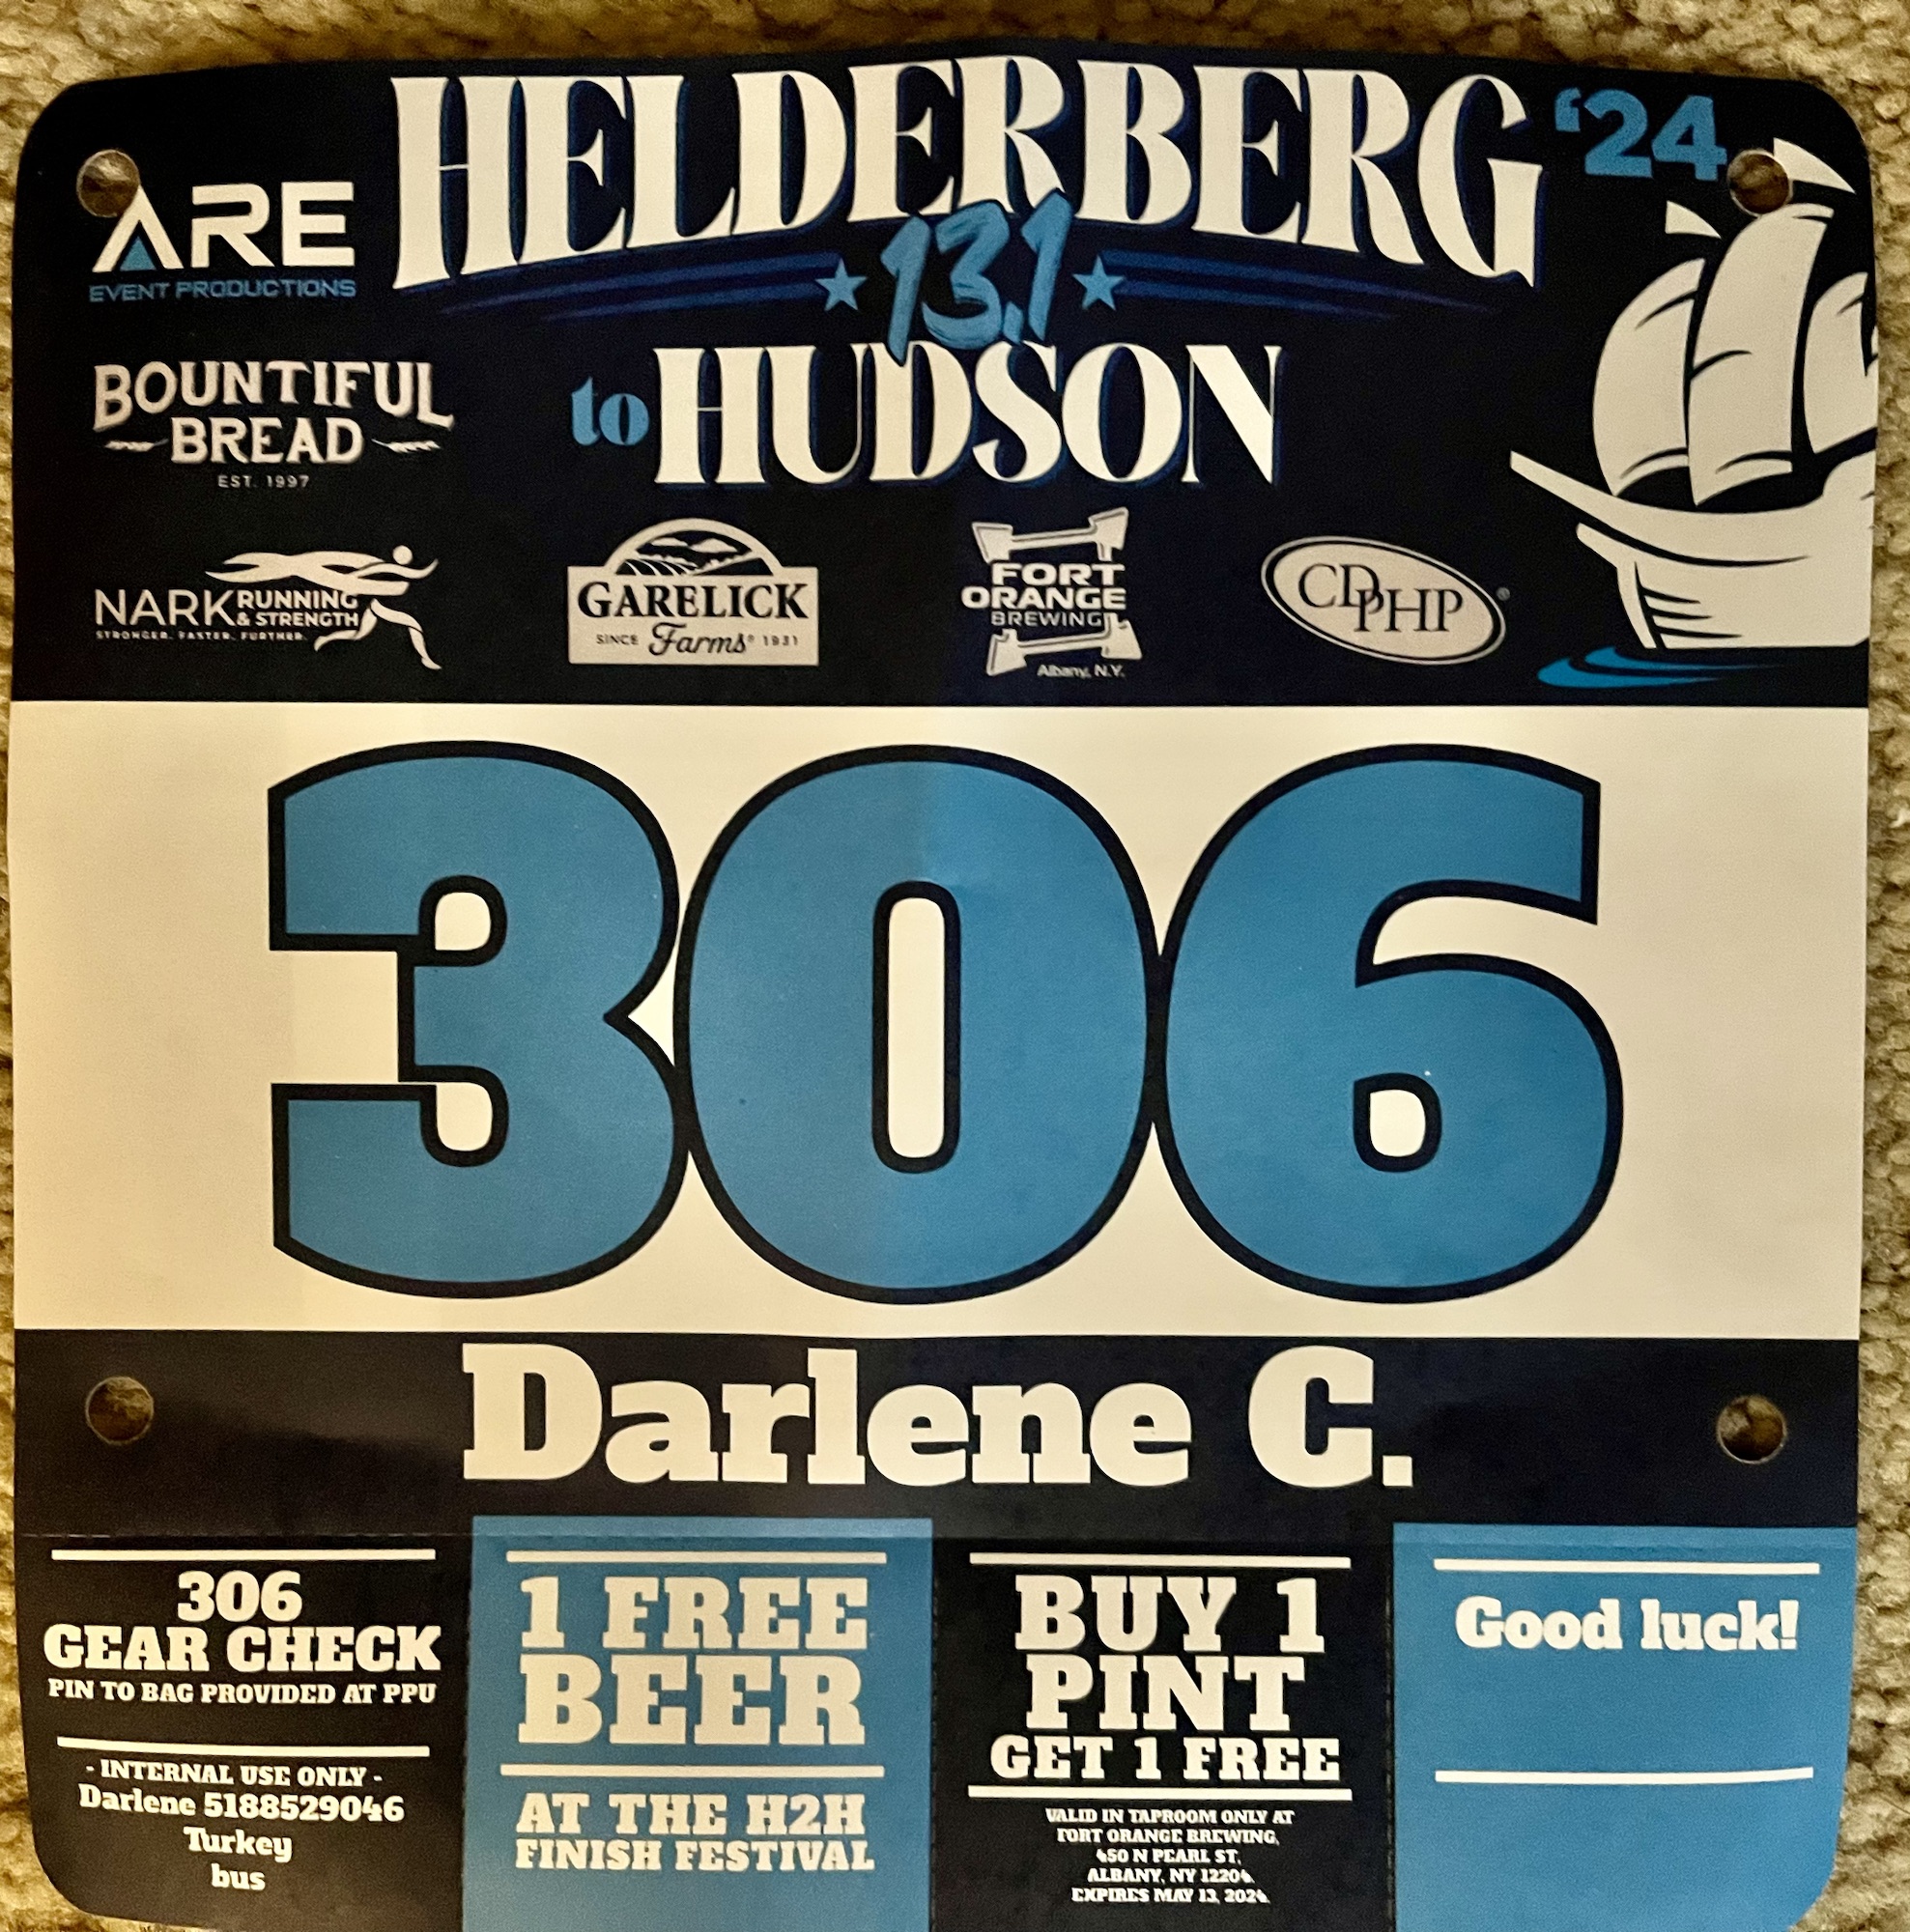 HELDERBERG '24
13.1
to HUDSON
ARE
EVENT PRODUCTIONS
BOUNTIFUL
BREAD
EST. 1997
NARK RUNNING
& STRENGTH
STRONGER. FASTER. FURTHER.
GARELICK
SINCE Farms® 1931
FORT
ORANGE
BREWING
Albany, N.Y.
CDPHP®
306
Darlene C.
306
GEAR CHECK
PIN TO BAG PROVIDED AT PPU
- INTERNAL USE ONLY -
Darlene 5188529046
Turkey
bus
1 FREE
BEER
AT THE H2H
FINISH FESTIVAL
BUY 1
PINT
GET 1 FREE
VALID IN TAPROOM ONLY AT
FORT ORANGE BREWING,
450 N PEARL ST,
ALBANY, NY 12204.
EXPIRES MAY 13, 2024.
Good luck!